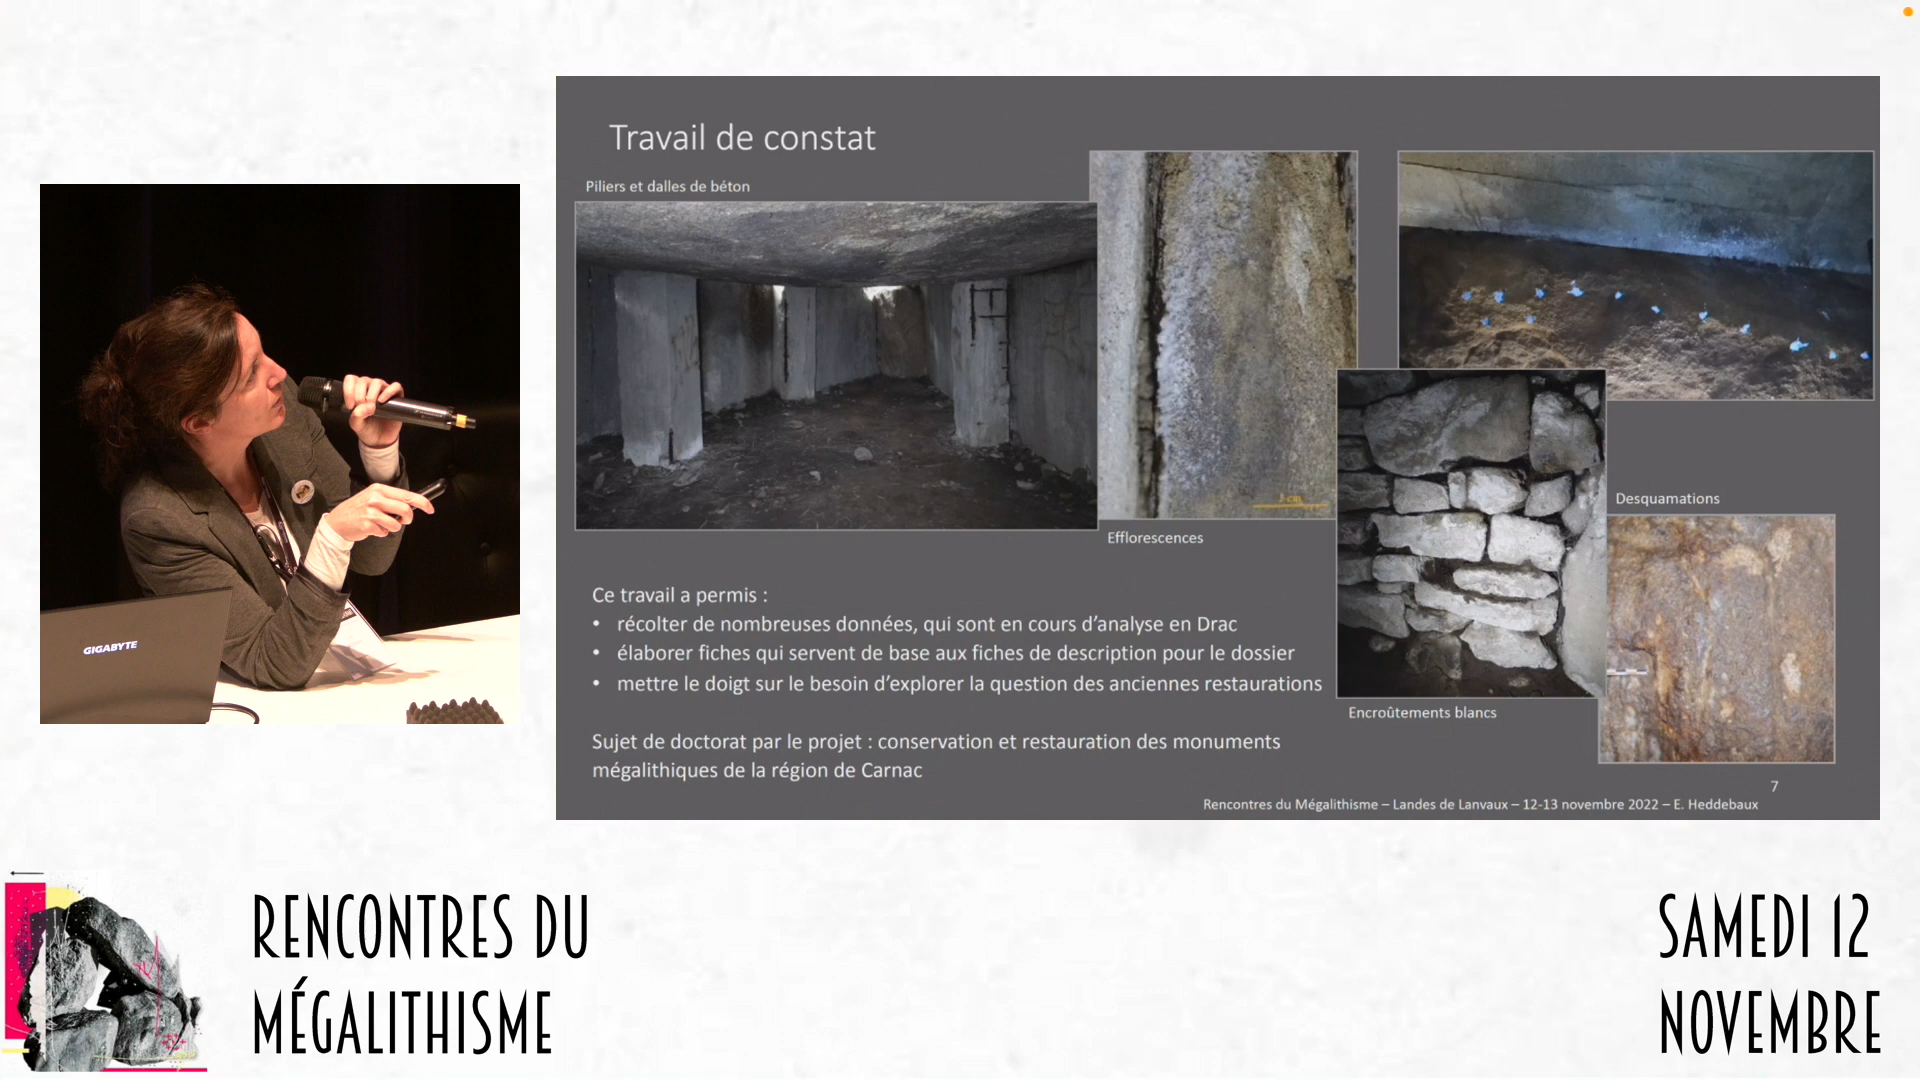 Travail de constat
Piliers et dalles de béton
3 cm
Efflorescences
Desquamations
Encroûtements blancs
Ce travail a permis :
• récolter de nombreuses données, qui sont en cours d’analyse en Drac
• élaborer fiches qui servent de base aux fiches de description pour le dossier
• mettre le doigt sur le besoin d’explorer la question des anciennes restaurations
Sujet de doctorat par le projet : conservation et restauration des monuments
mégalithiques de la région de Carnac
7
Rencontres du Mégalithisme – Landes de Lanvaux – 12-13 novembre 2022 – E. Heddebaux
GIGABYTE
RENCONTRES DU
MÉGALITHISME
SAMEDI 12
NOVEMBRE